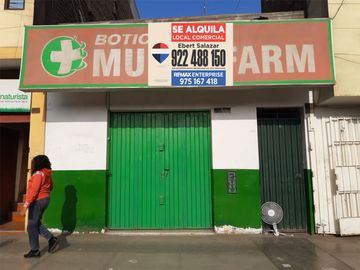 BOTIC
MU
FARM
SE ALQUILA
LOCAL COMERCIAL
Ebert Salazar
922 488 150
RE/MAX ENTERPRISE
975 167 418
naturista